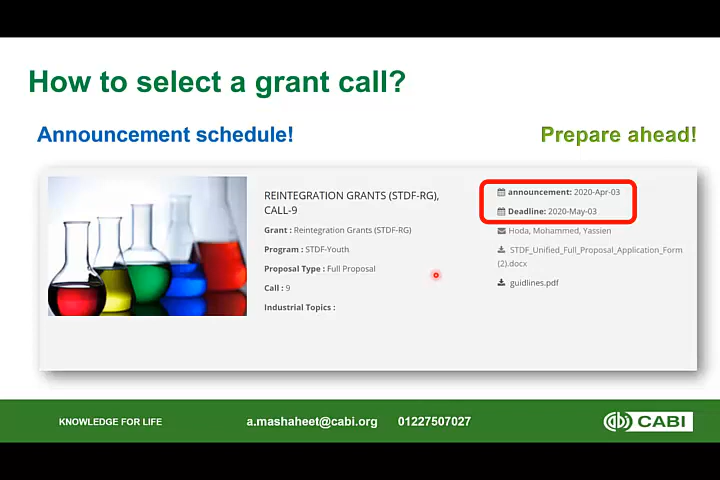 How to select a grant call?
Announcement schedule!
Prepare ahead!
REINTEGRATION GRANTS (STDF-RG),
CALL-9
Grant : Reintegration Grants (STDF-RG)
Program : STDF-Youth
Proposal Type : Full Proposal
Call : 9
Industrial Topics :
announcement: 2020-Apr-03
Deadline: 2020-May-03
Hoda, Mohammed, Yassien
STDF_Unified_Full_Proposal_Application_Form
(2).docx
guidlines.pdf
KNOWLEDGE FOR LIFE
a.mashaheet@cabi.org
01227507027
CABI